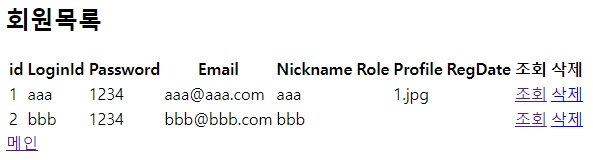 회원목록
id LoginId Password Email Nickname Role Profile RegDate 조회 삭제
1 aaa 1234 aaa@aaa.com aaa 1.jpg 조회 삭제
2 bbb 1234 bbb@bbb.com bbb 조회 삭제
메인